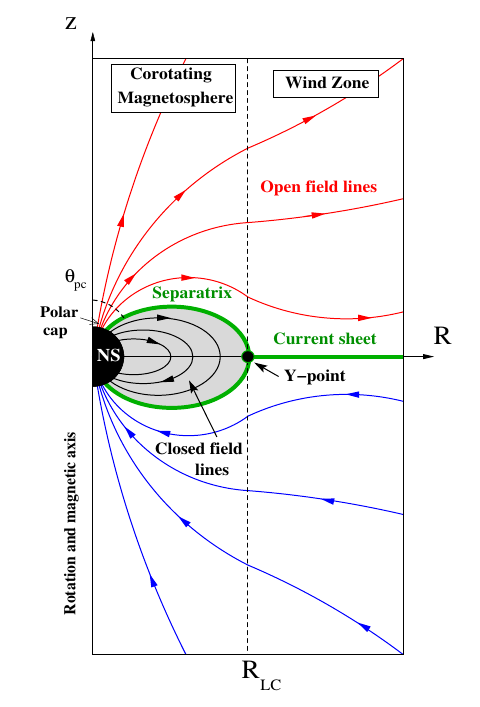 z
Corotating
Magnetosphere
Wind Zone
Open field lines
θpc
Separatrix
Polar
cap
NS
Current sheet
R
Y−point
Closed field
lines
Rotation and magnetic axis
RLC